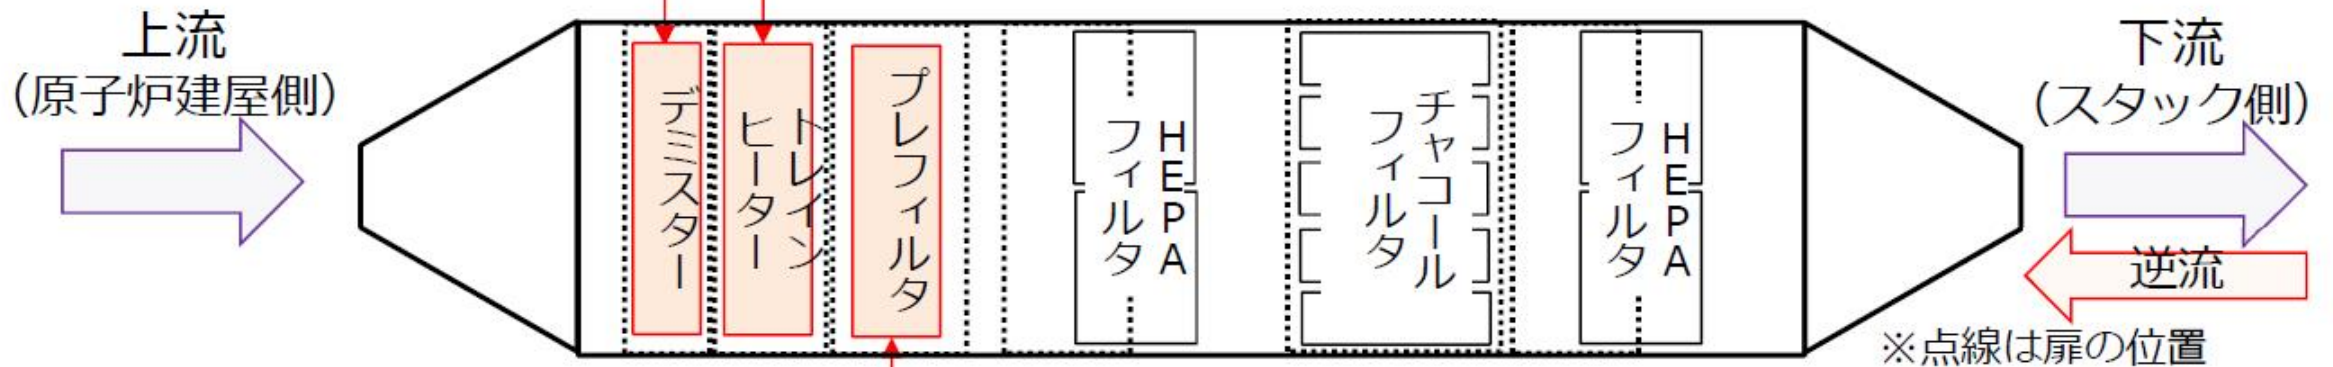 上流
(原子炉建屋側)
デミスター
トレイン
ヒーター
プレフィルタ
HEPA
フィルタ
チャコール
フィルタ
HEPA
フィルタ
下流
(スタック側)
逆流
※点線は扉の位置